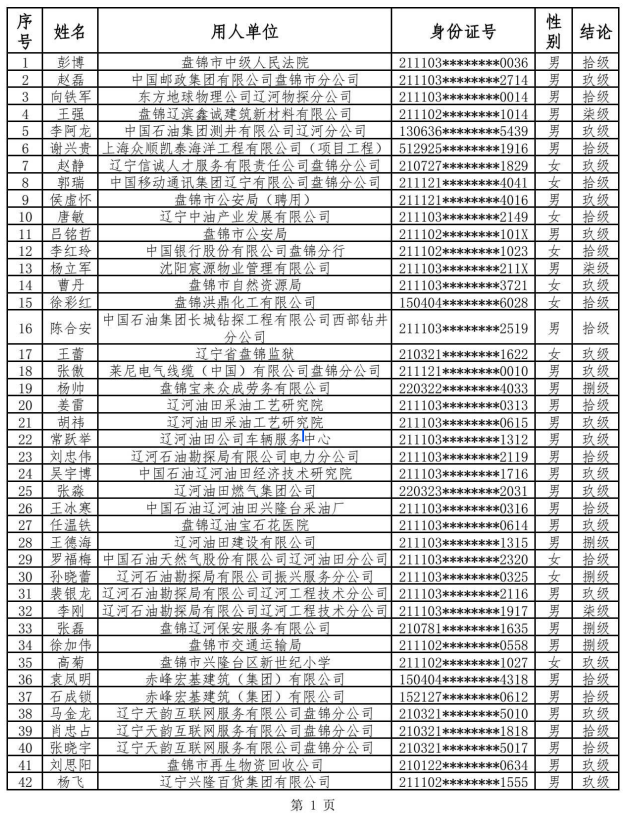 序号 姓名 用人单位 身份证号 性别 结论
1 彭博 盘锦市中级人民法院 211103********0036 男 拾级
2 赵磊 中国邮政集团有限公司盘锦市分公司 211103********2714 男 玖级
3 向铁军 东方地球物理公司辽河物探分公司 211103********0014 男 拾级
4 王强 盘锦辽滨鑫诚建筑新材料有限公司 211102********1014 男 柒级
5 李阿龙 中国石油集团测井有限公司辽河分公司 130636********5439 男 玖级
6 谢兴贵 上海众顺凯泰海洋工程有限公司（项目工程） 512925********1916 男 拾级
7 赵静 辽宁信诚人才服务有限责任公司盘锦分公司 210727********1829 女 玖级
8 郭瑞 中国移动通讯集团辽宁有限公司盘锦分公司 211121********4041 女 拾级
9 侯虚怀 盘锦市公安局（聘用） 211121********4016 男 玖级
10 唐敏 辽宁中油产业发展有限公司 211103********2149 女 拾级
11 吕铭哲 盘锦市公安局 211102********101X 男 玖级
12 李红玲 中国银行股份有限公司盘锦分行 211102********1023 女 拾级
13 杨立军 沈阳宸源物业管理有限公司 211103********211X 男 柒级
14 曹丹 盘锦市自然资源局 211103********3721 女 玖级
15 徐彩红 盘锦洪鼎化工有限公司 150404********6028 女 拾级
16 陈合安 中国石油集团长城钻探工程有限公司西部钻井分公司 211103********2519 男 拾级
17 王蕾 辽宁省盘锦监狱 210321********1622 女 玖级
18 张傲 莱尼电气线缆（中国）有限公司盘锦分公司 211121********0010 男 玖级
19 杨帅 盘锦宝来众成劳务有限公司 220322********4033 男 捌级
20 姜雷 辽河油田采油工艺研究院 211103********0313 男 拾级
21 胡祎 辽河油田采油工艺研究院 211103********0615 男 玖级
22 常跃举 辽河油田公司车辆服务中心 211103********1312 男 玖级
23 刘忠伟 辽河石油勘探局有限公司电力分公司 211103********2119 男 拾级
24 吴宇博 中国石油辽河油田经济技术研究院 211103********1716 男 玖级
25 张淼 辽河油田燃气集团公司 220323********2031 男 玖级
26 王冰寒 中国石油辽河油田兴隆台采油厂 211103********0316 男 拾级
27 任温铁 盘锦辽油宝石花医院 211103********0614 男 玖级
28 王德海 辽河油田建设有限公司 211103********1315 男 捌级
29 罗福梅 中国石油天然气股份有限公司辽河油田分公司 211103********2320 女 拾级
30 孙晓蕾 辽河石油勘探局有限公司振兴服务分公司 211103********0325 女 捌级
31 裴银龙 辽河石油勘探局有限公司辽河工程技术分公司 211103********2116 男 玖级
32 李刚 辽河石油勘探局有限公司辽河工程技术分公司 211103********1917 男 柒级
33 张磊 盘锦辽河保安服务有限公司 210781********1635 男 捌级
34 徐加伟 盘锦市交通运输局 211102********0558 男 捌级
35 高菊 盘锦市兴隆台区新世纪小学 211102********1027 女 玖级
36 袁凤明 赤峰宏基建筑（集团）有限公司 150404********4318 男 拾级
37 石成锁 赤峰宏基建筑（集团）有限公司 152127********0612 男 拾级
38 马金龙 辽宁天韵互联网服务有限公司盘锦分公司 210321********5010 男 玖级
39 肖忠占 辽宁天韵互联网服务有限公司盘锦分公司 210321********1818 男 拾级
40 张晓宇 辽宁天韵互联网服务有限公司盘锦分公司 210321********5017 男 拾级
41 刘思阳 盘锦市再生物资回收公司 210122********0634 男 玖级
42 杨飞 辽宁兴隆百货集团有限公司 211102********1555 男 玖级
第 1 页